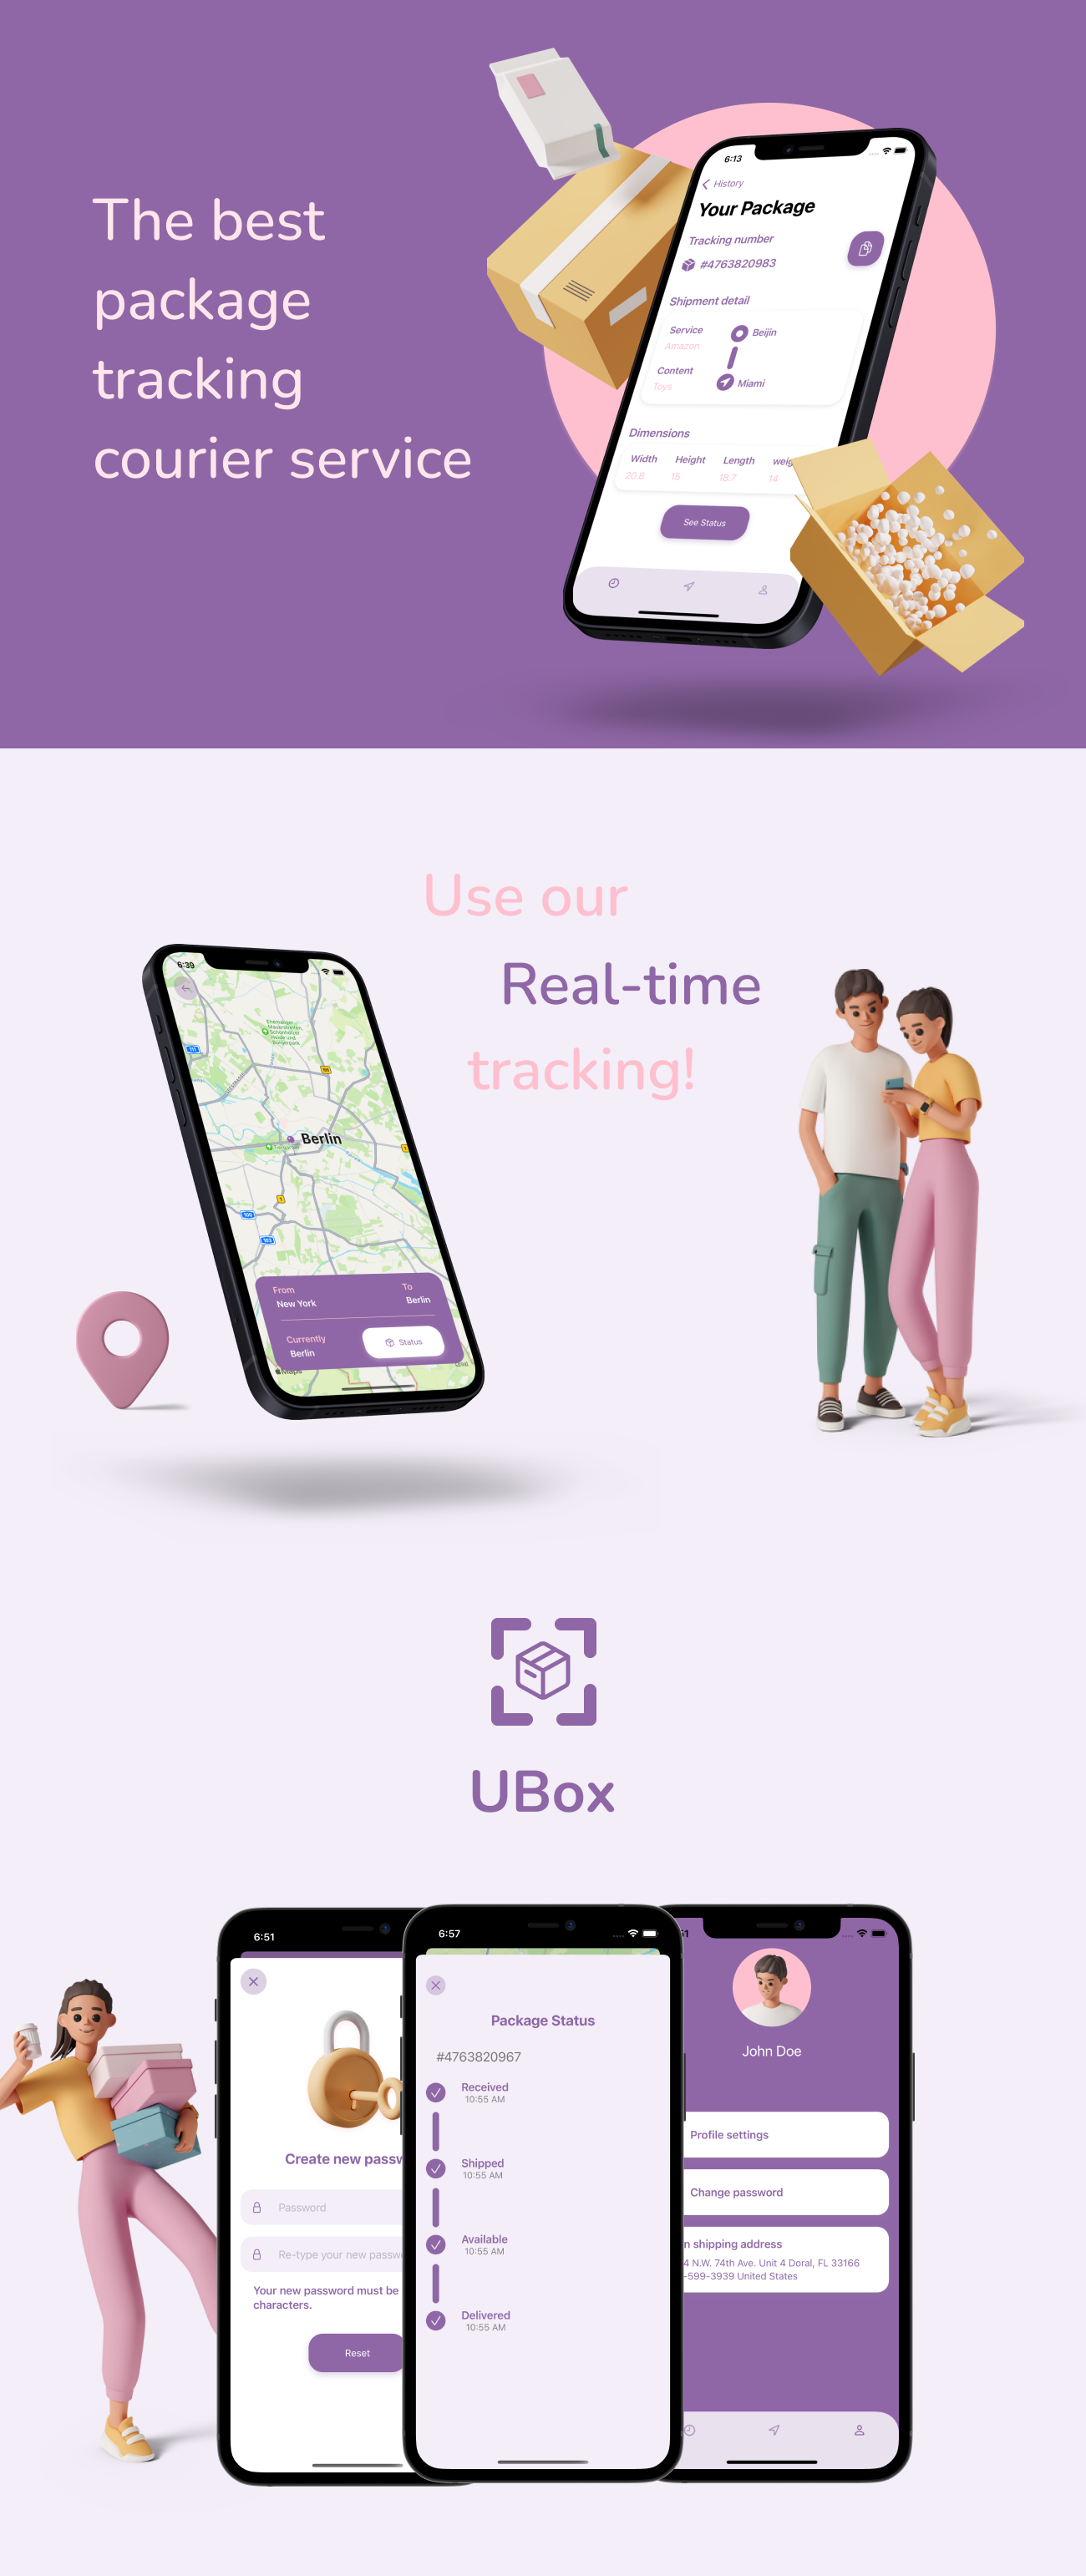 The best
package
tracking
courier service
6:13
History
Your Package
Tracking number
#4763820983
Shipment detail
Service
Amazon
Beijin
Content
Toys
Miami
Dimensions
Width Height Length weig
20.8 15 18.7 14
See Status
Use our
Real-time
tracking!
6:39
Berlin
From To
New York Berlin
Currently
Berlin
Status
Maps
UBox
6:51
Create new passw
Password
Re-type your new passwo
Your new password must be
characters.
Reset
6:57
Package Status
#4763820967
Received
10:55 AM
Shipped
10:55 AM
Available
10:55 AM
Delivered
10:55 AM
John Doe
Profile settings
Change password
n shipping address
4 N.W. 74th Ave. Unit 4 Doral, FL 33166
-599-3939 United States